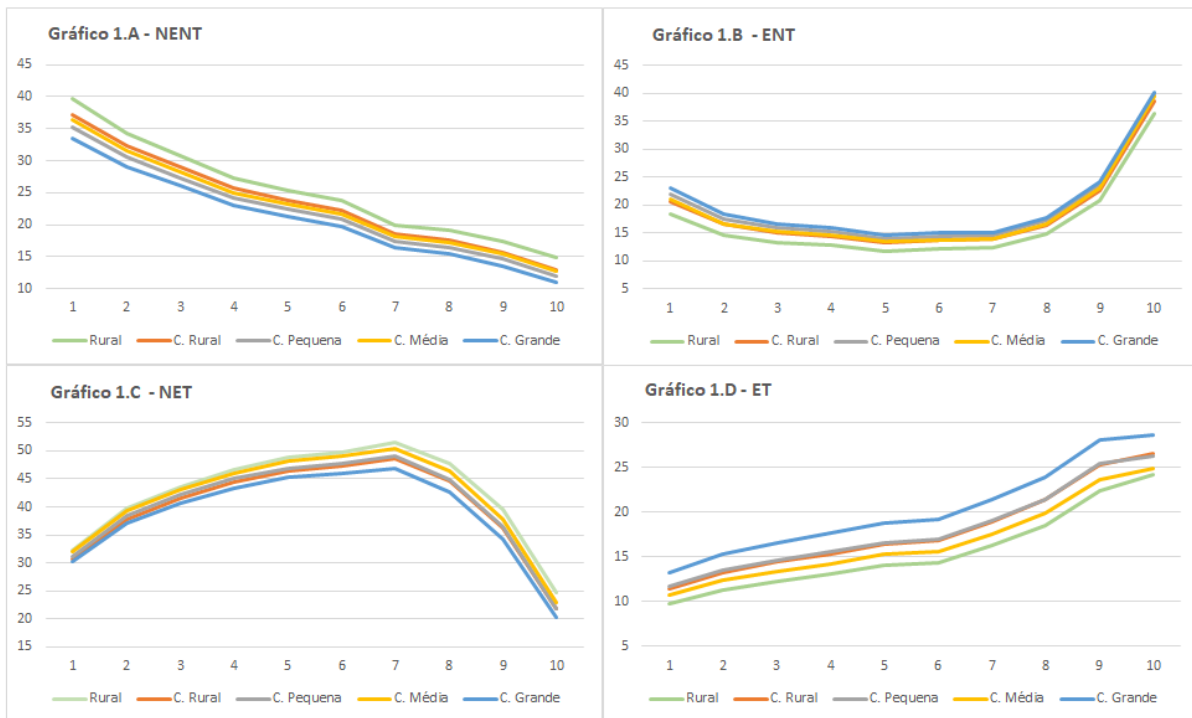 Gráfico 1.A - NENT
45
40
35
30
25
20
15
10
1 2 3 4 5 6 7 8 9 10
Rural C. Rural C. Pequena C. Média C. Grande
Gráfico 1.B - ENT
45
40
35
30
25
20
15
10
5
1 2 3 4 5 6 7 8 9 10
Rural C. Rural C. Pequena C. Média C. Grande
Gráfico 1.C - NET
55
50
45
40
35
30
25
20
15
1 2 3 4 5 6 7 8 9 10
Rural C. Rural C. Pequena C. Média C. Grande
Gráfico 1.D - ET
30
25
20
15
10
5
1 2 3 4 5 6 7 8 9 10
Rural C. Rural C. Pequena C. Média C. Grande